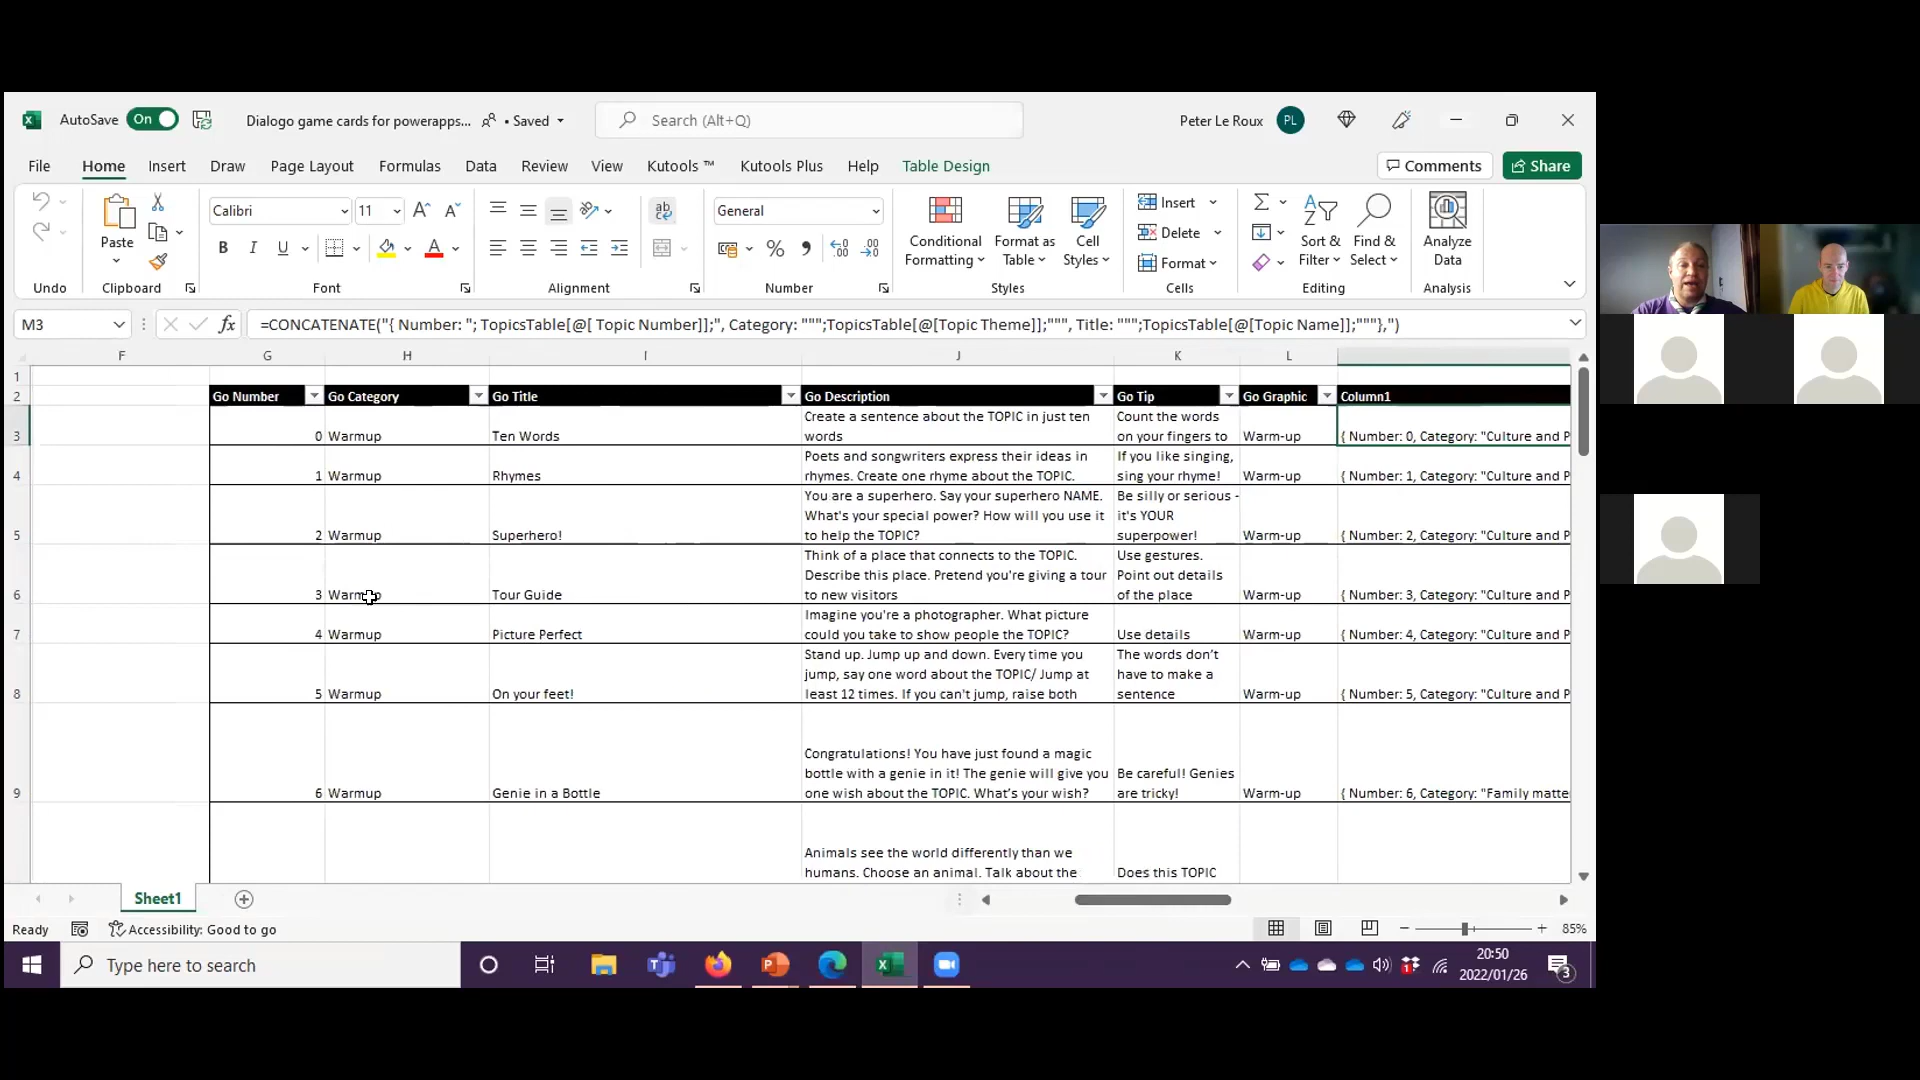 AutoSave On Dialogo game cards for powerapps... • Saved Search (Alt+Q) Peter Le Roux PL
File Home Insert Draw Page Layout Formulas Data Review View Kutools ™ Kutools Plus Help Table Design Comments Share
Calibri 11 A^ A˅ General Insert
Paste B I U A % , Conditional Formatting Format as Table Cell Styles Delete Sort & Filter Find & Select Analyze Data
Format
Undo Clipboard Font Alignment Number Styles Cells Editing Analysis
M3 fx =CONCATENATE("{ Number: "; TopicsTable[@[ Topic Number]];", Category: """;TopicsTable[@[Topic Theme]];""", Title: """;TopicsTable[@[Topic Name]];"""},")
F G H I J K L
1
2 Go Number Go Category Go Title Go Description Go Tip Go Graphic Column1
Create a sentence about the TOPIC in just ten Count the words
3 0 Warmup Ten Words words on your fingers to Warm-up { Number: 0, Category: "Culture and P
Poets and songwriters express their ideas in If you like singing,
4 1 Warmup Rhymes rhymes. Create one rhyme about the TOPIC. sing your rhyme! Warm-up { Number: 1, Category: "Culture and P
You are a superhero. Say your superhero NAME. Be silly or serious -
What's your special power? How will you use it it's YOUR
5 2 Warmup Superhero! to help the TOPIC? superpower! Warm-up { Number: 2, Category: "Culture and P
Think of a place that connects to the TOPIC. Use gestures.
Describe this place. Pretend you're giving a tour Point out details
6 3 Warmup Tour Guide to new visitors of the place Warm-up { Number: 3, Category: "Culture and P
Imagine you're a photographer. What picture
7 4 Warmup Picture Perfect could you take to show people the TOPIC? Use details Warm-up { Number: 4, Category: "Culture and P
Stand up. Jump up and down. Every time you The words don't
jump, say one word about the TOPIC/ Jump at have to make a
8 5 Warmup On your feet! least 12 times. If you can't jump, raise both sentence Warm-up { Number: 5, Category: "Culture and P
Congratulations! You have just found a magic
bottle with a genie in it! The genie will give you Be careful! Genies
9 6 Warmup Genie in a Bottle one wish about the TOPIC. What's your wish? are tricky! Warm-up { Number: 6, Category: "Family matte
Animals see the world differently than we
humans. Choose an animal. Talk about the Does this TOPIC
Sheet1
Ready Accessibility: Good to go 85%
Type here to search 20:50
2022/01/26 3